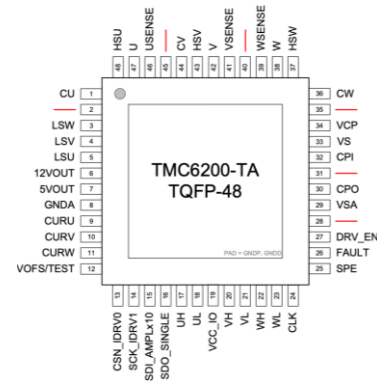 HSU
U
USENSE
CV
HSV
V
VSENSE
WSENSE
W
HSW
48
47
46
45
44
43
42
41
40
39
38
37
CU 1
2
LSW 3
LSV 4
LSU 5
12VOUT 6
5VOUT 7
GNDA 8
CURU 9
CURV 10
CURW 11
VOFS/TEST 12
TMC6200-TA
TQFP-48
PAD = GNDP, GNDD
36 CW
35
34 VCP
33 VS
32 CPI
31
30 CPO
29 VSA
28
27 DRV_EN
26 FAULT
25 SPE
13
14
15
16
17
18
19
20
21
22
23
24
CSN_IDRV0
SCK_IDRV1
SDI_AMPLx10
SDO_SINGLE
UH
UL
VCC_IO
VH
VL
WH
WL
CLK